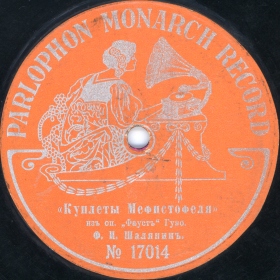 PARLOPHON MONARCH RECORD
«Куплеты Мефистофеля»
изъ оп. „Фаустъ" Гуно.
Ф. И. Шаляпинъ.
№ 17014